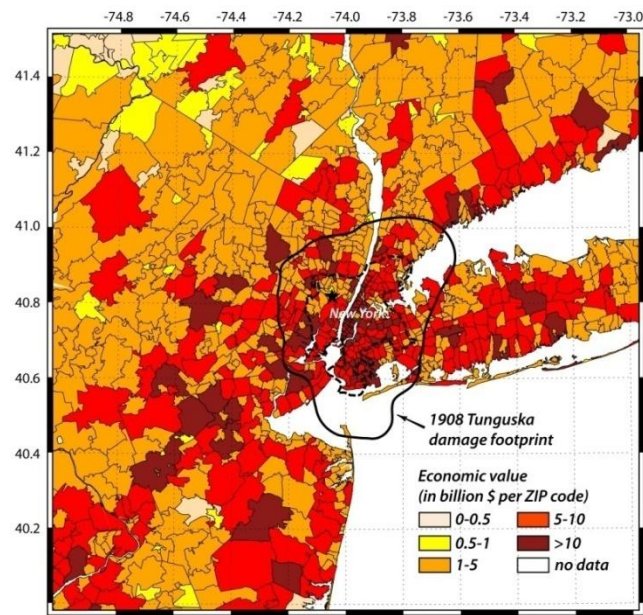 -74.8 -74.6 -74.4 -74.2 -74.0 -73.8 -73.6 -73.4 -73.2 -73.0
41.4
41.2
41.0
40.8
40.6
40.4
40.2
New York
1908 Tunguska
damage footprint
Economic value
(in billion $ per ZIP code)
0-0.5 5-10
0.5-1 >10
1-5 no data